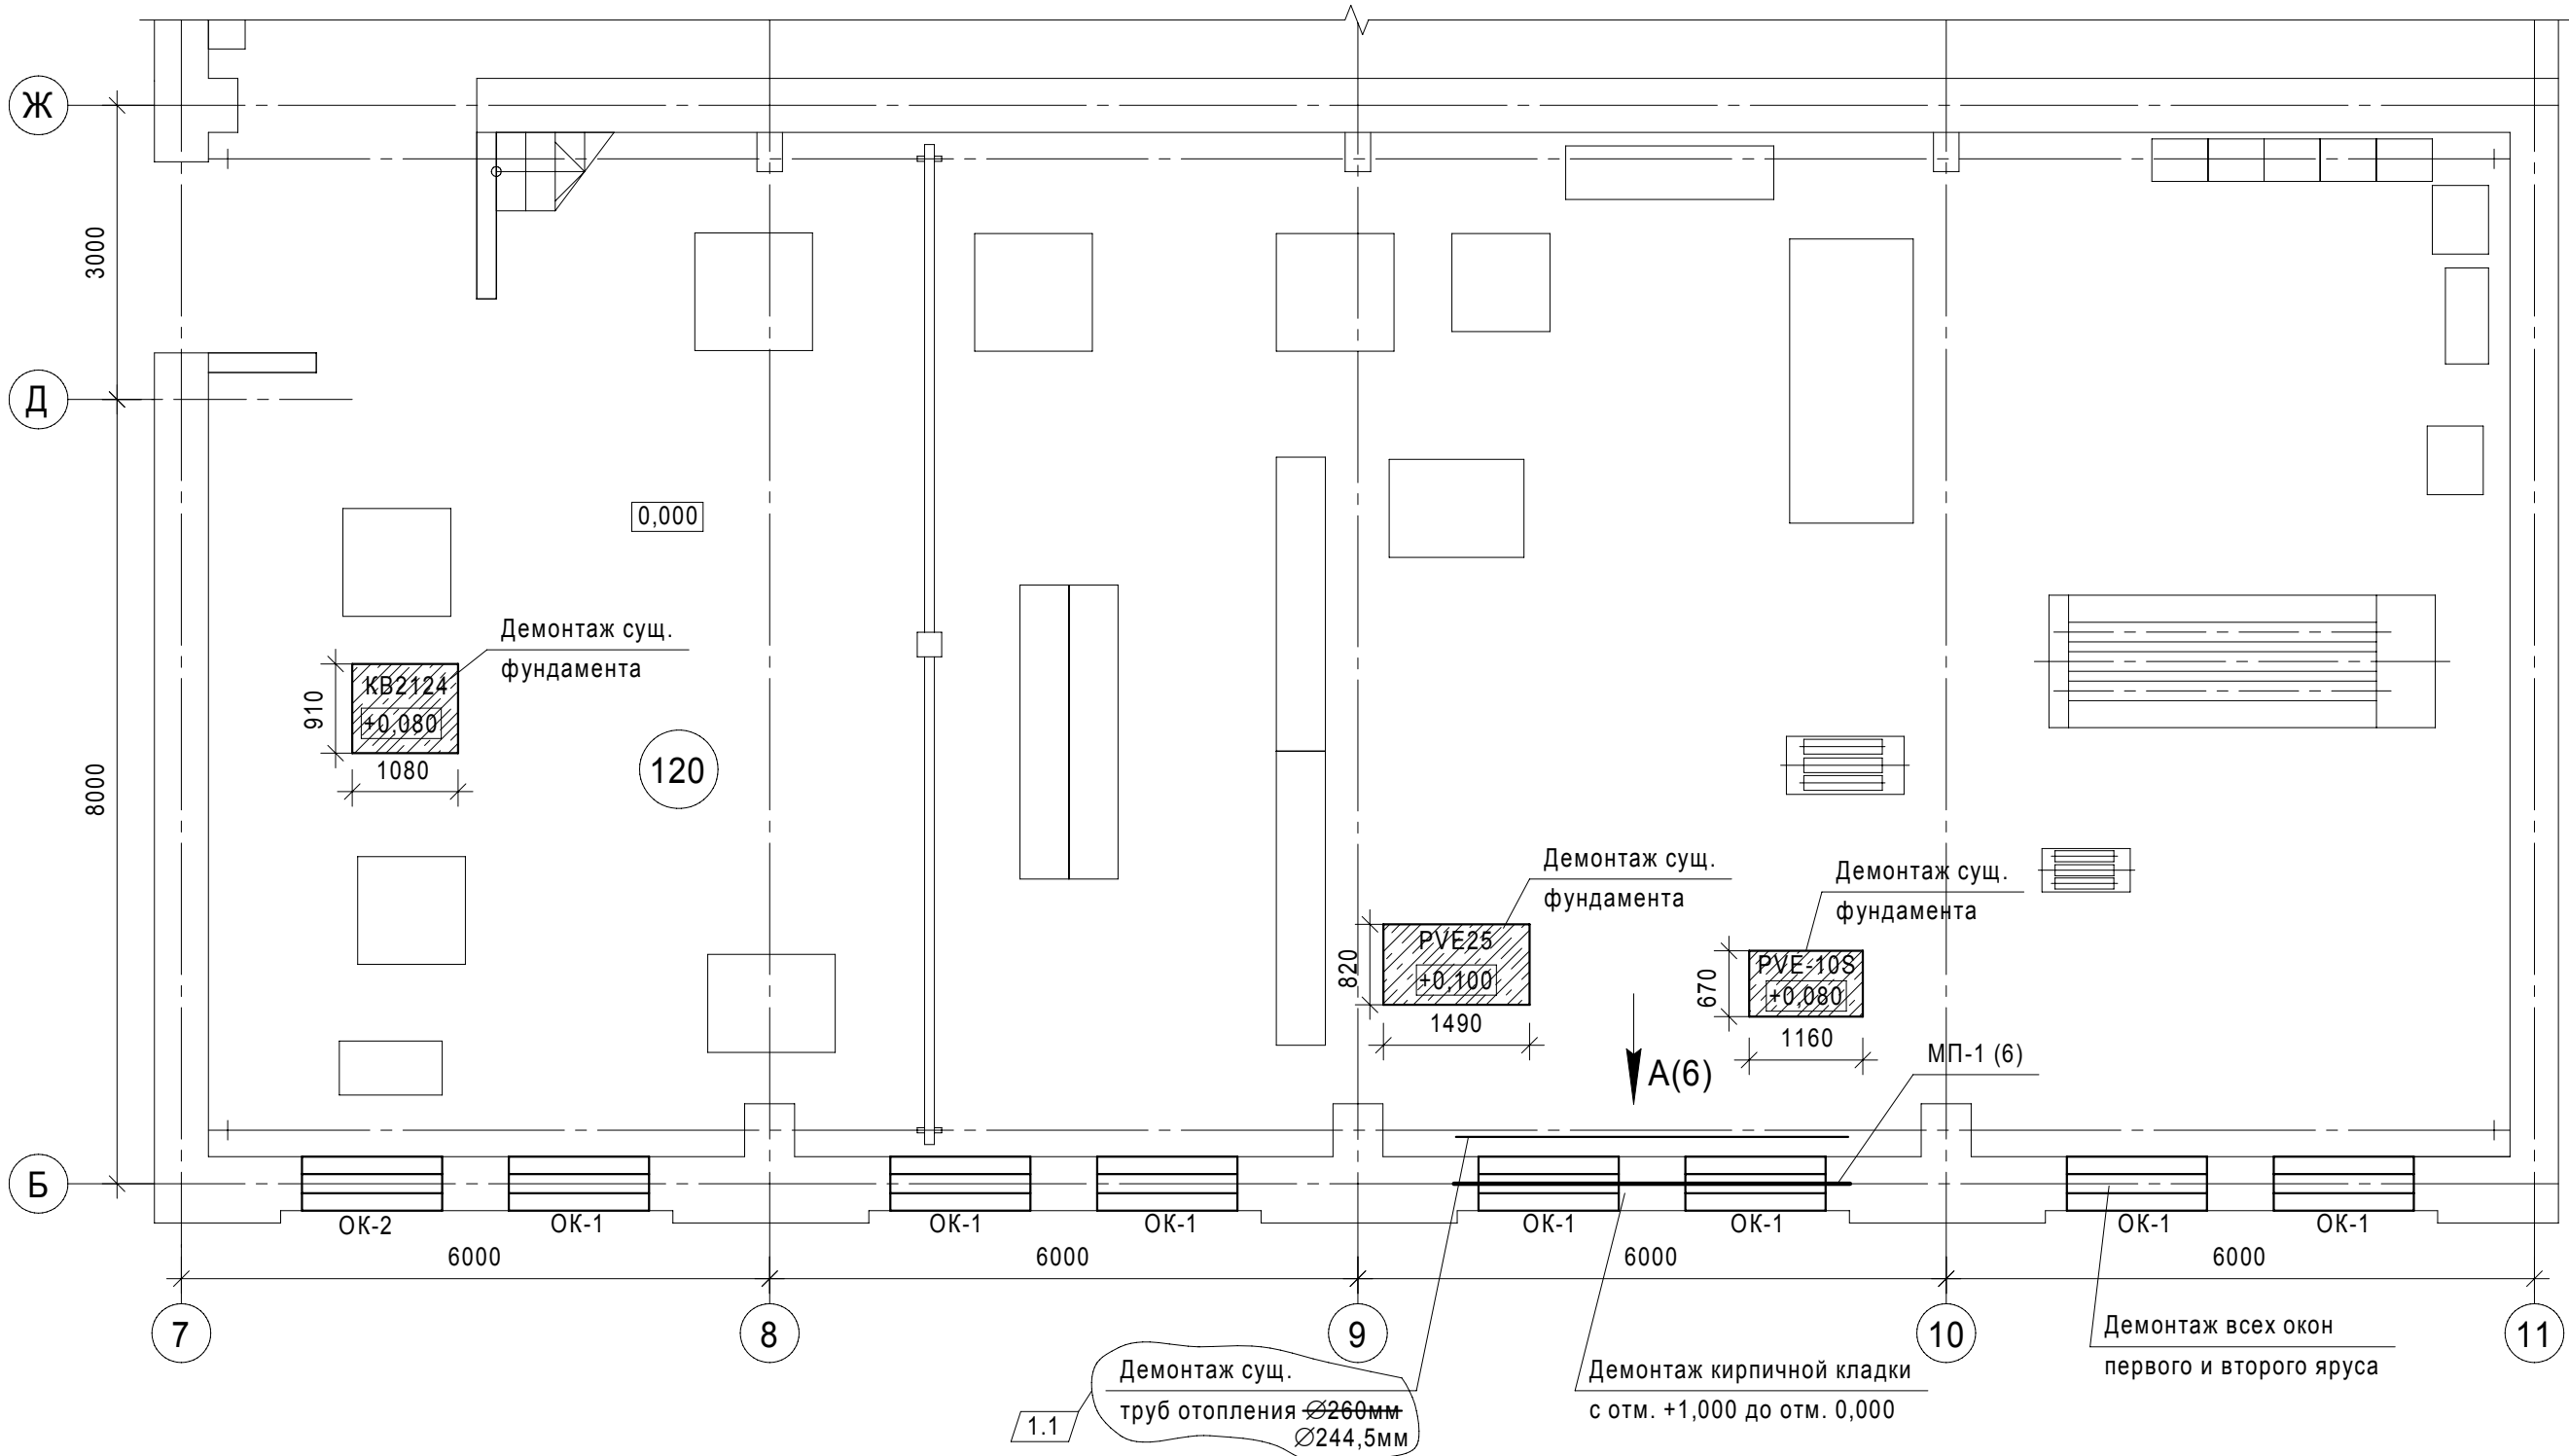 Ж
3000
Д
0,000
Демонтаж сущ.
фундамента
КВ2124
+0,080
910
1080
120
8000
Демонтаж сущ.
фундамента
PVE25
+0,100
820
1490
Демонтаж сущ.
фундамента
PVE-10S
+0,080
670
1160
А(6)
МП-1 (6)
Б
ОК-2
ОК-1
ОК-1
ОК-1
ОК-1
ОК-1
ОК-1
ОК-1
6000
6000
6000
6000
7
8
9
10
11
Демонтаж сущ.
труб отопления Ø260мм
Ø244,5мм
1.1
Демонтаж кирпичной кладки
с отм. +1,000 до отм. 0,000
Демонтаж всех окон
первого и второго яруса